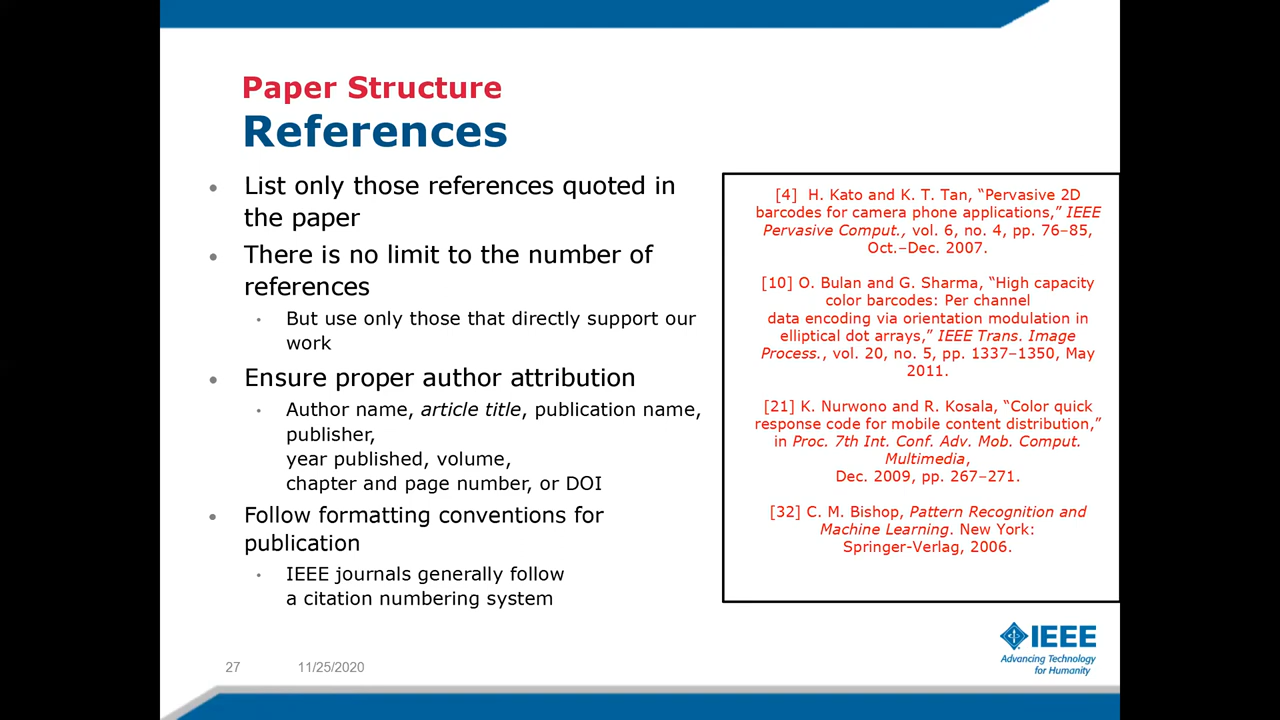 Paper Structure
References
• List only those references quoted in
the paper
• There is no limit to the number of
references
• But use only those that directly support our
work
• Ensure proper author attribution
• Author name, article title, publication name,
publisher,
year published, volume,
chapter and page number, or DOI
• Follow formatting conventions for
publication
• IEEE journals generally follow
a citation numbering system
[4] H. Kato and K. T. Tan, “Pervasive 2D
barcodes for camera phone applications,” IEEE
Pervasive Comput., vol. 6, no. 4, pp. 76–85,
Oct.–Dec. 2007.
[10] O. Bulan and G. Sharma, “High capacity
color barcodes: Per channel
data encoding via orientation modulation in
elliptical dot arrays,” IEEE Trans. Image
Process., vol. 20, no. 5, pp. 1337–1350, May
2011.
[21] K. Nurwono and R. Kosala, “Color quick
response code for mobile content distribution,”
in Proc. 7th Int. Conf. Adv. Mob. Comput.
Multimedia,
Dec. 2009, pp. 267–271.
[32] C. M. Bishop, Pattern Recognition and
Machine Learning. New York:
Springer-Verlag, 2006.
IEEE
Advancing Technology
for Humanity
27 11/25/2020